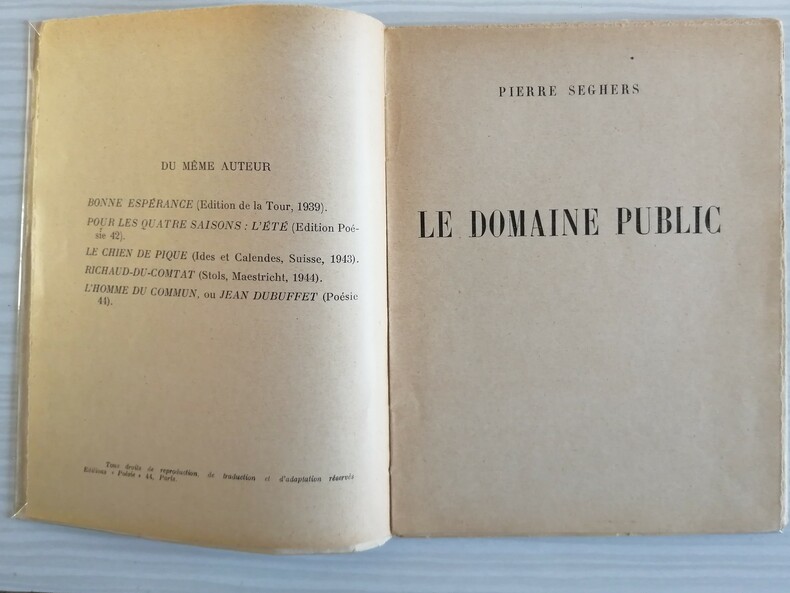 DU MÊME AUTEUR
BONNE ESPÉRANCE (Edition de la Tour, 1939).
POUR LES QUATRE SAISONS : L'ÉTÉ (Edition Poé-
sie 42).
LE CHIEN DE PIQUE (Ides et Calendes, Suisse, 1943).
RICHAUD-DU-COMTAT (Stols, Maestricht, 1944).
L'HOMME DU COMMUN, ou JEAN DUBUFFET (Poésie
44).
Tous droits de reproduction, de traduction et d'adaptation réservés
Editions « Poésie » 44, Paris.
PIERRE SEGHERS
LE DOMAINE PUBLIC